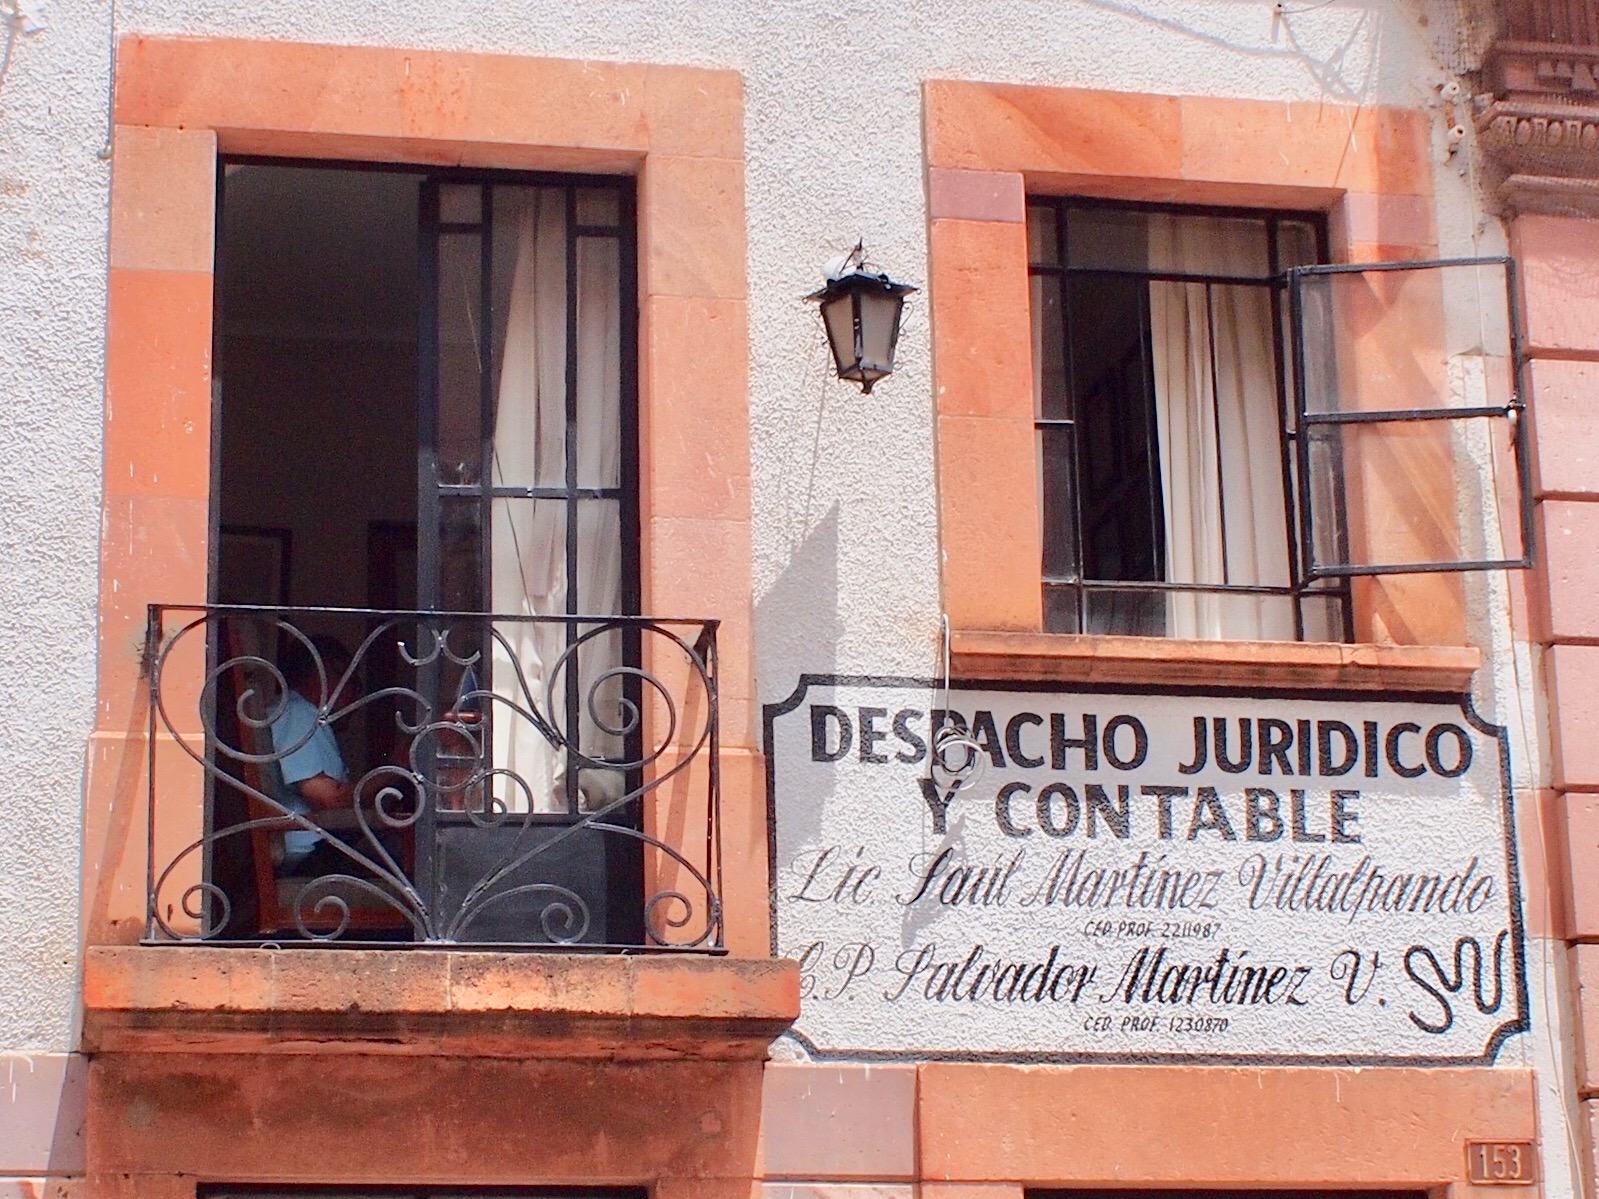 DESPACHO JURIDICO
Y CONTABLE
Lic. Saúl Martínez Villalpando
CED. PROF. 2211987
C.P. Salvador Martínez V.
CED. PROF. 1230870
153